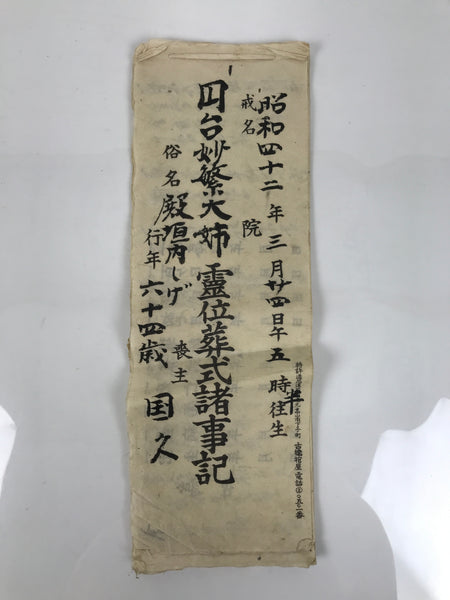 昭和四十二年三月廿四日午五時半往生
戒名 院
円台妙繁大姉 霊位葬式諸事記
俗名 殿垣内しげ
行年 六十四歳
喪主 国久